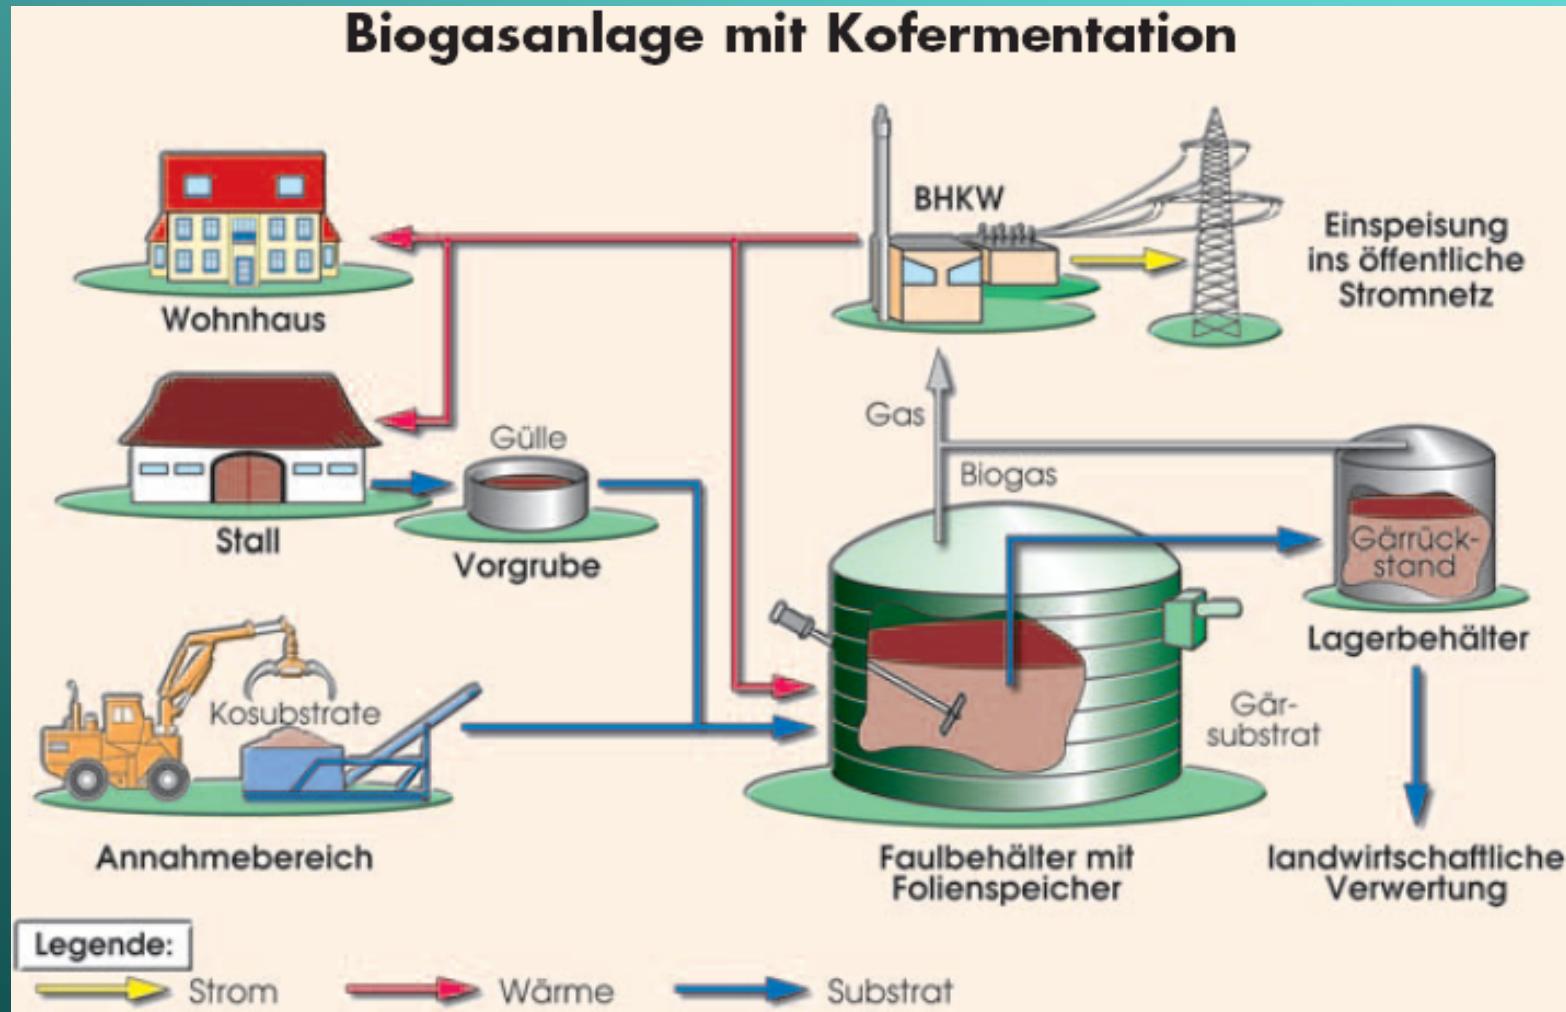 Biogasanlage mit Kofermentation
BHKW
Einspeisung
ins öffentliche
Stromnetz
Wohnhaus
Gas
Gülle
Biogas
Stall
Vorgrube
Gärrück-
stand
Lagerbehälter
Kosubstrate
Gär-
substrat
Annahmebereich
Faulbehälter mit
Folienspeicher
landwirtschaftliche
Verwertung
Legende:
Strom
Wärme
Substrat